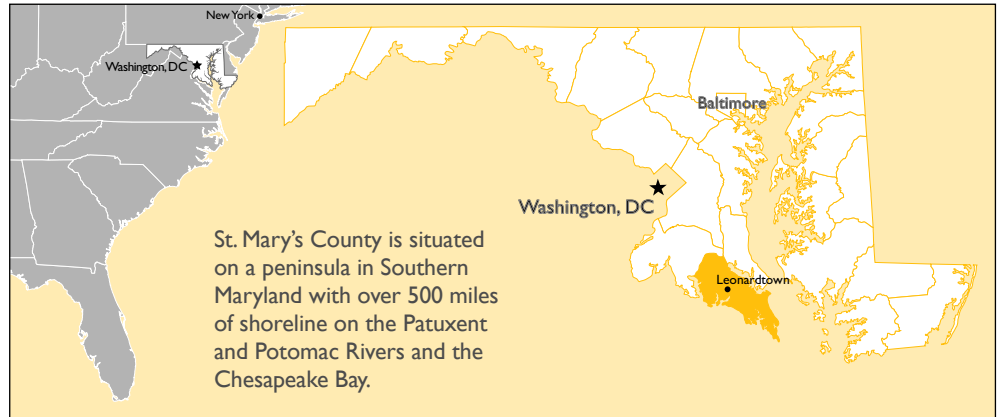 New York
Washington, DC
Baltimore
Washington, DC
Leonardtown
St. Mary's County is situated
on a peninsula in Southern
Maryland with over 500 miles
of shoreline on the Patuxent
and Potomac Rivers and the
Chesapeake Bay.